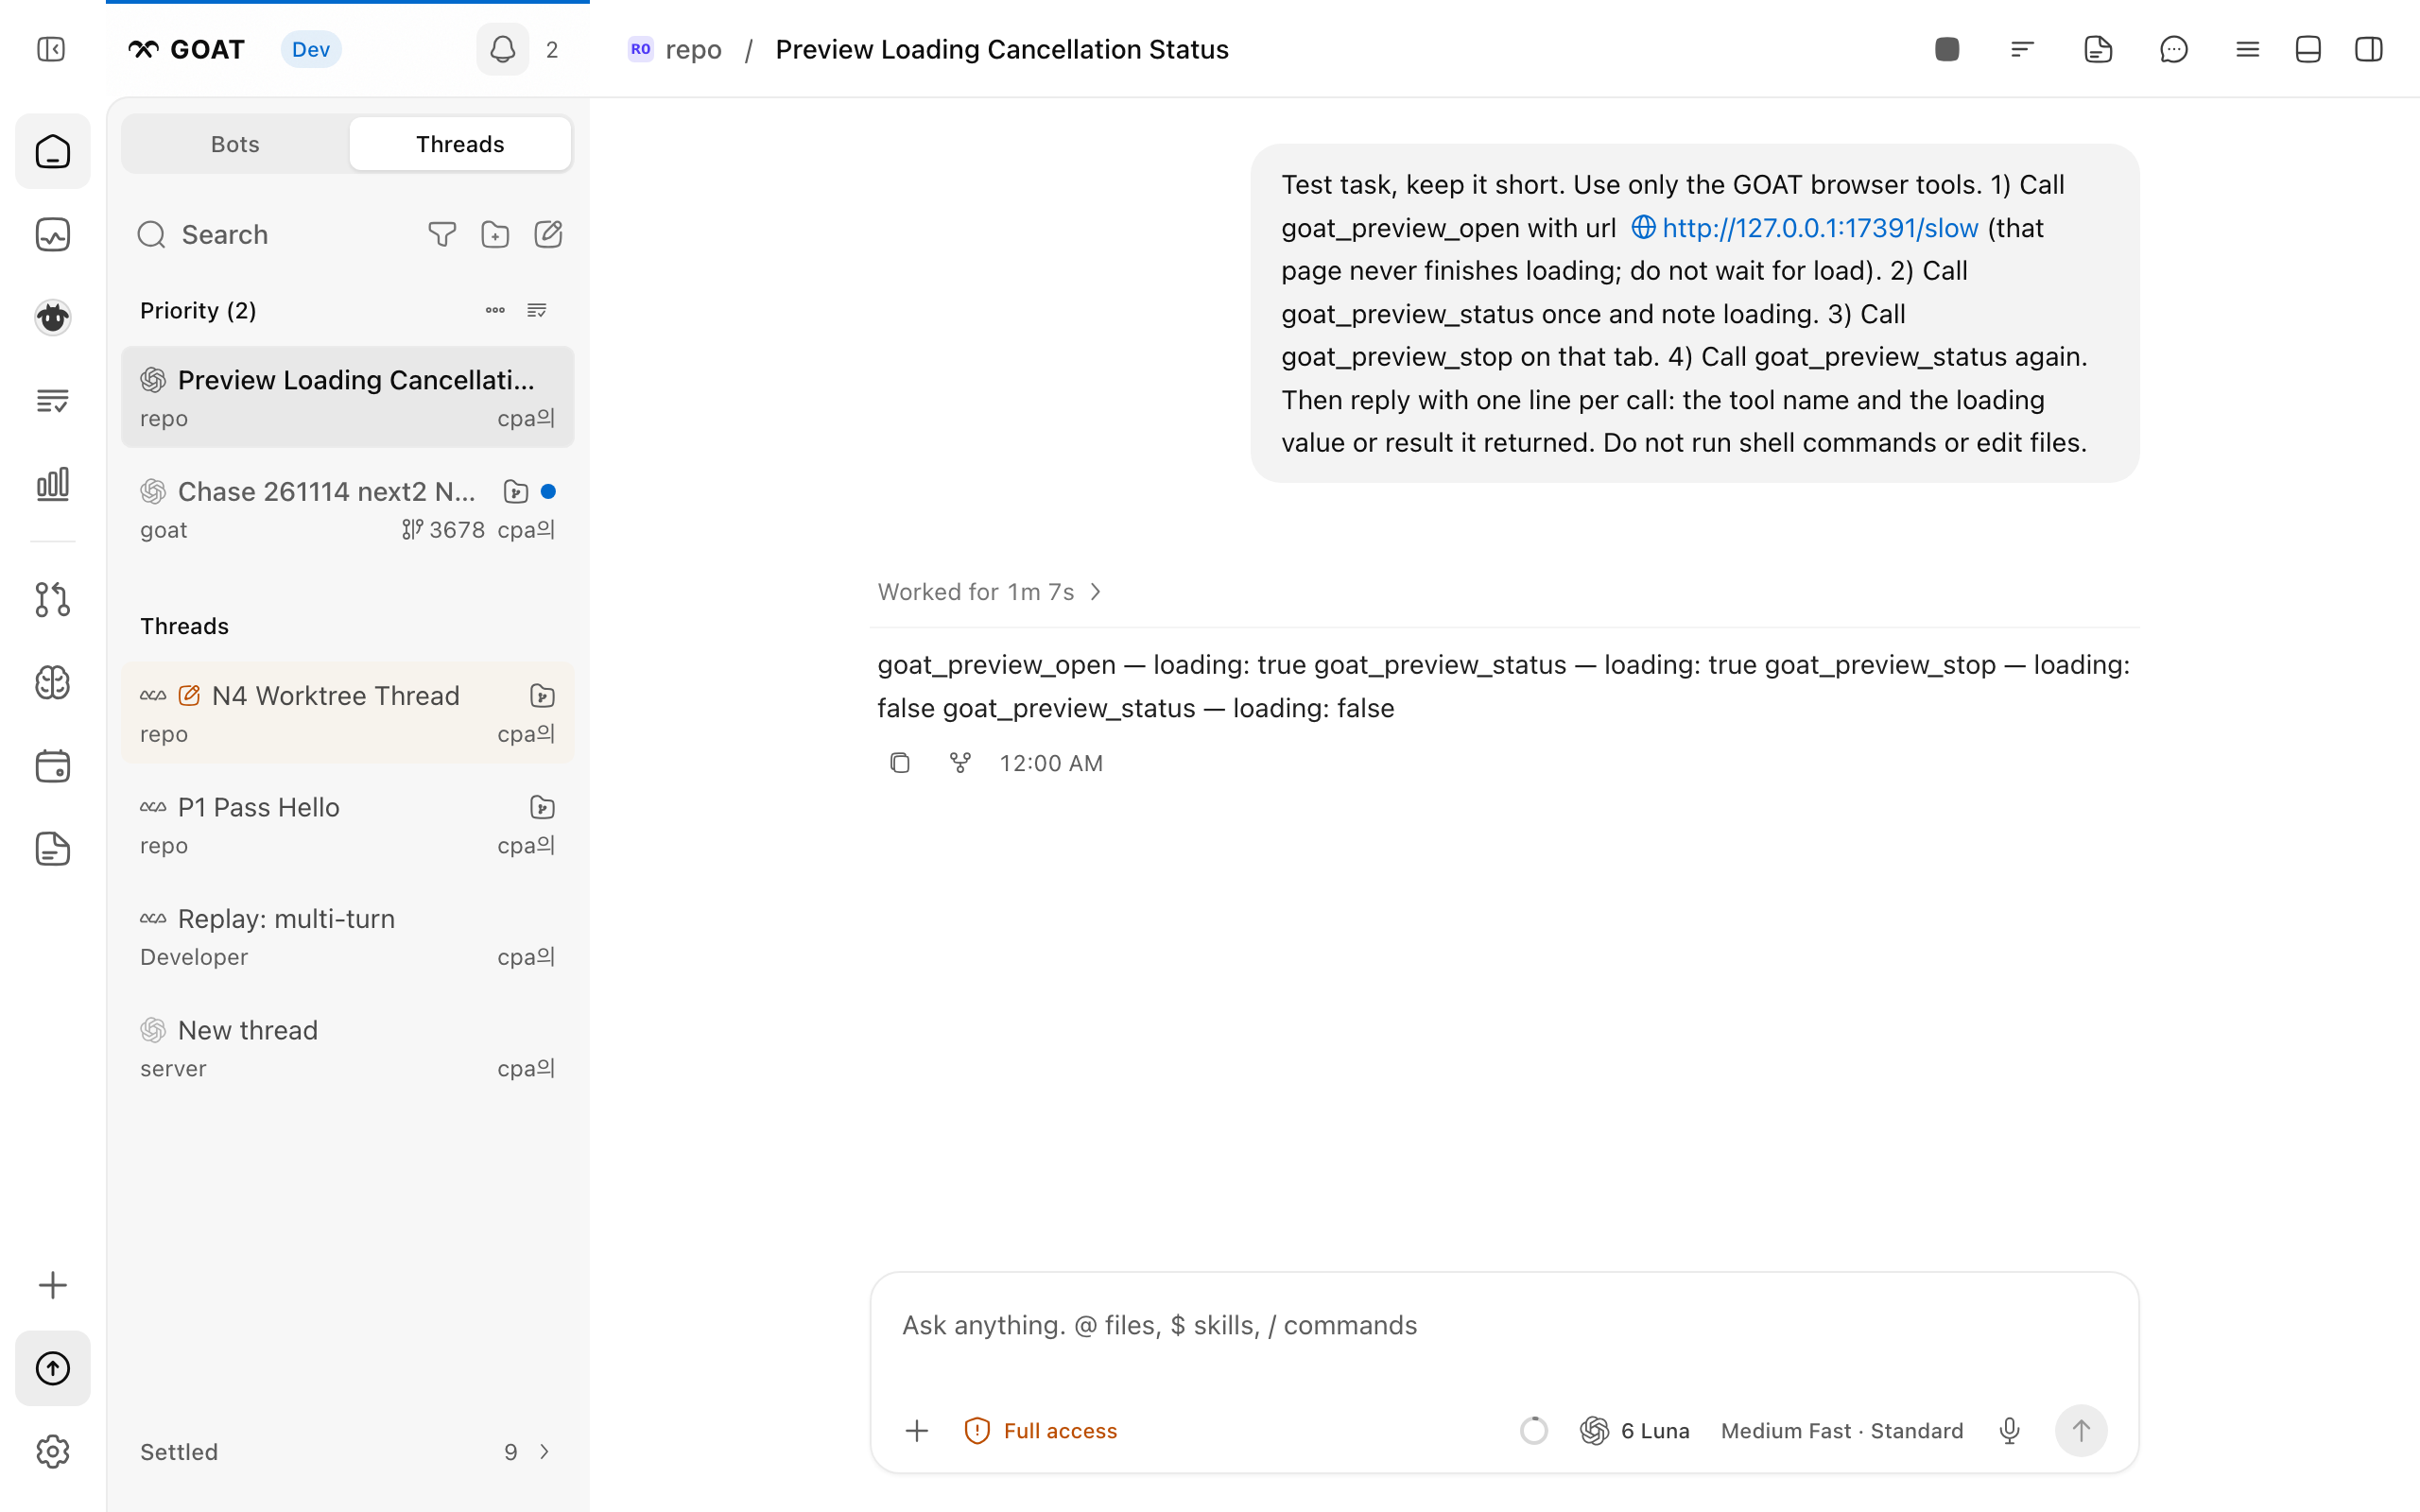 GOAT
Dev
2
RO repo / Preview Loading Cancellation Status
Bots
Threads
Search
Priority (2)
Preview Loading Cancellati...
repo
cpa의
Chase 261114 next2 N...
goat
3678 cpa의
Threads
N4 Worktree Thread
repo
cpa의
P1 Pass Hello
repo
cpa의
Replay: multi-turn
Developer
cpa의
New thread
server
cpa의
Settled
9
Test task, keep it short. Use only the GOAT browser tools. 1) Call
goat_preview_open with url http://127.0.0.1:17391/slow (that
page never finishes loading; do not wait for load). 2) Call
goat_preview_status once and note loading. 3) Call
goat_preview_stop on that tab. 4) Call goat_preview_status again.
Then reply with one line per call: the tool name and the loading
value or result it returned. Do not run shell commands or edit files.
Worked for 1m 7s
goat_preview_open — loading: true goat_preview_status — loading: true goat_preview_stop — loading:
false goat_preview_status — loading: false
12:00 AM
Ask anything. @ files, $ skills, / commands
Full access
6 Luna
Medium Fast · Standard